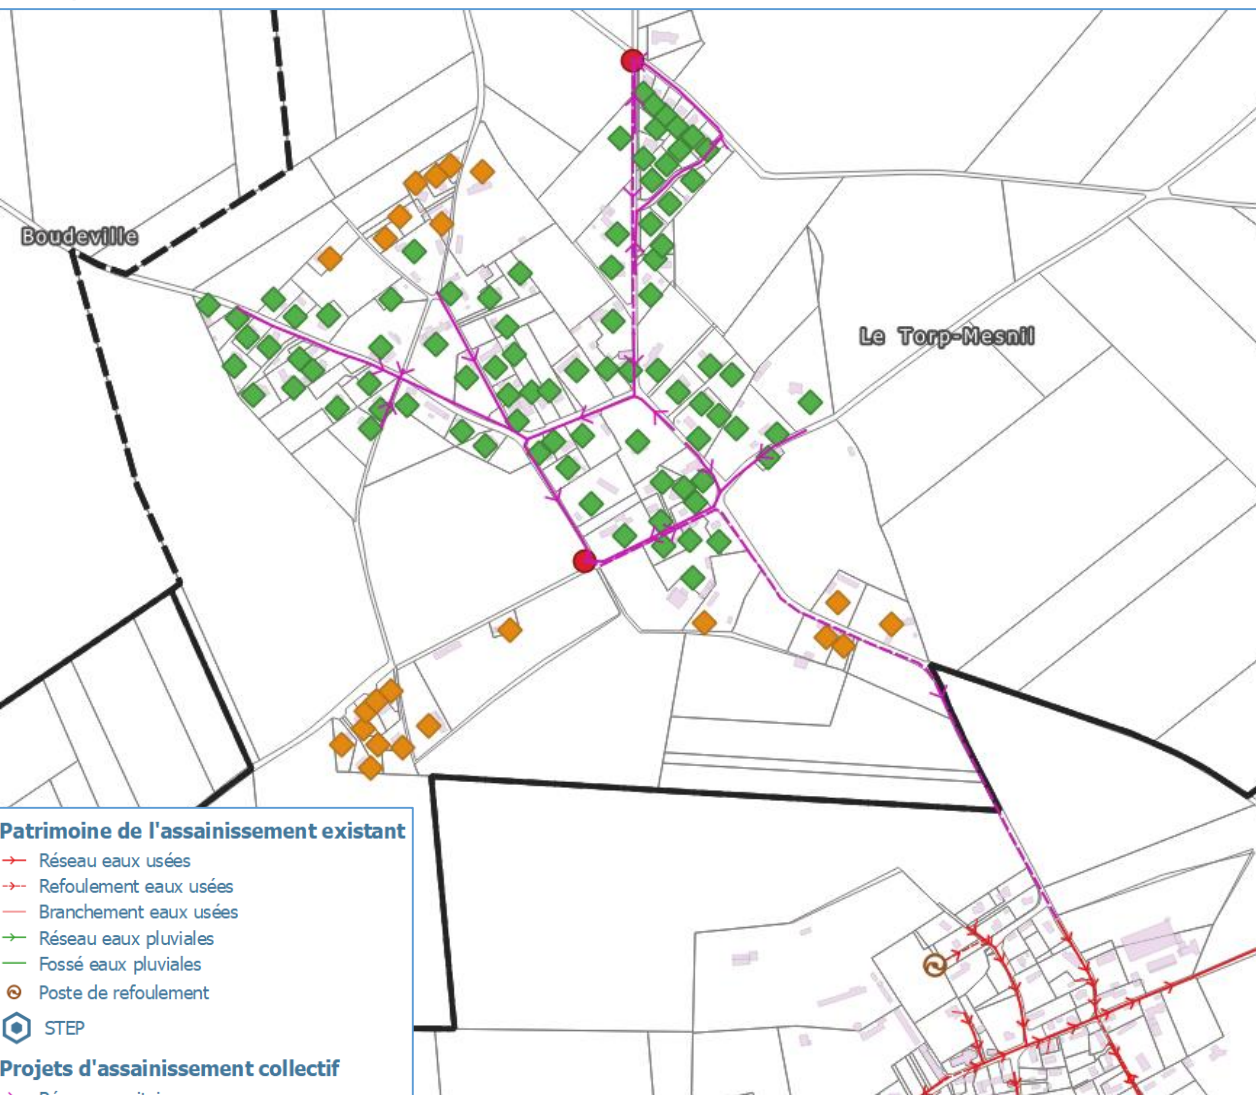 Boudeville
Le Torp-Mesnil
Patrimoine de l'assainissement existant
Réseau eaux usées
Refoulement eaux usées
Branchement eaux usées
Réseau eaux pluviales
Fossé eaux pluviales
Poste de refoulement
STEP
Projets d'assainissement collectif